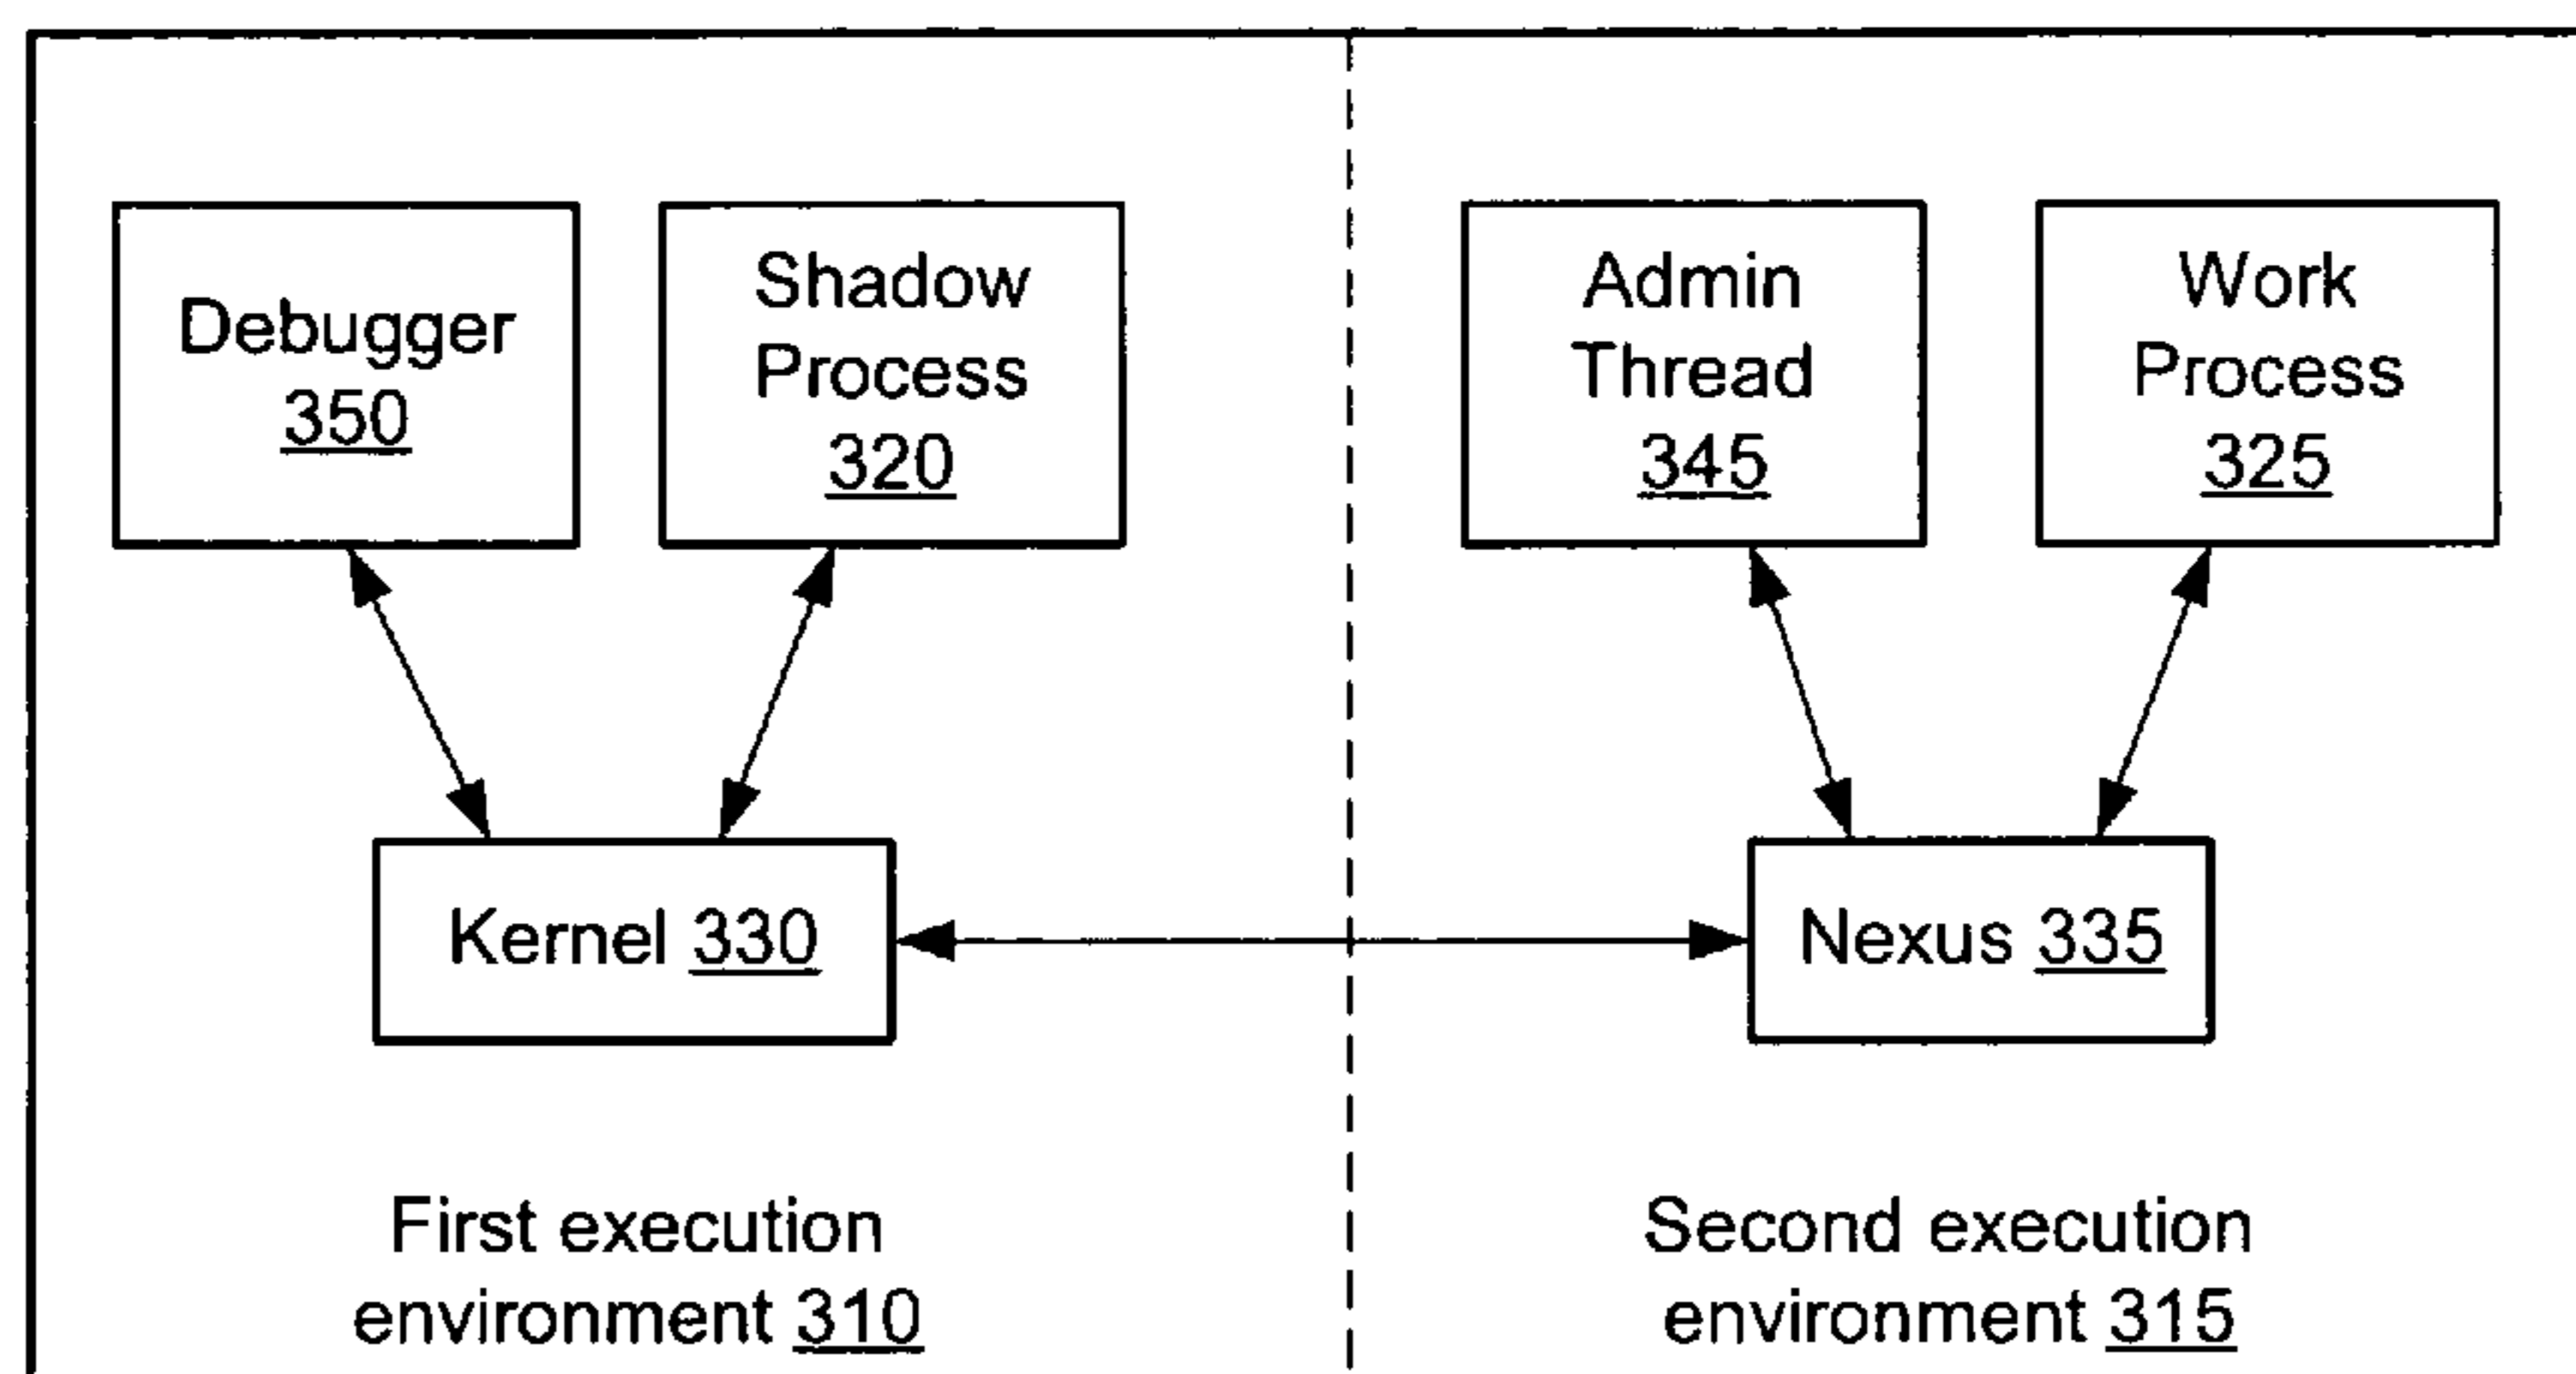 Debugger
350
Shadow
Process
320
Admin
Thread
345
Work
Process
325
Kernel 330
Nexus 335
First execution
environment 310
Second execution
environment 315